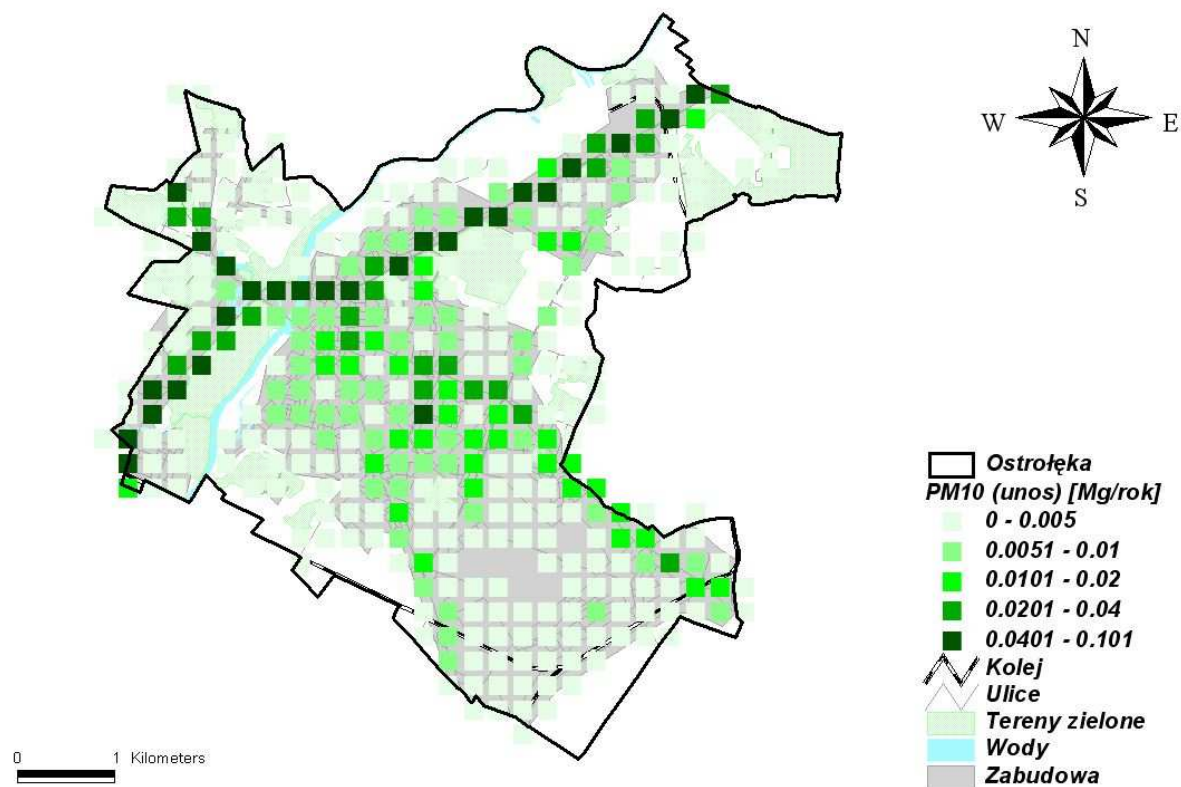 N
W E
S
Ostrołęka
PM10 (unos) [Mg/rok]
0 - 0.005
0.0051 - 0.01
0.0101 - 0.02
0.0201 - 0.04
0.0401 - 0.101
Kolej
Ulice
Tereny zielone
Wody
Zabudowa
0 1 Kilometers